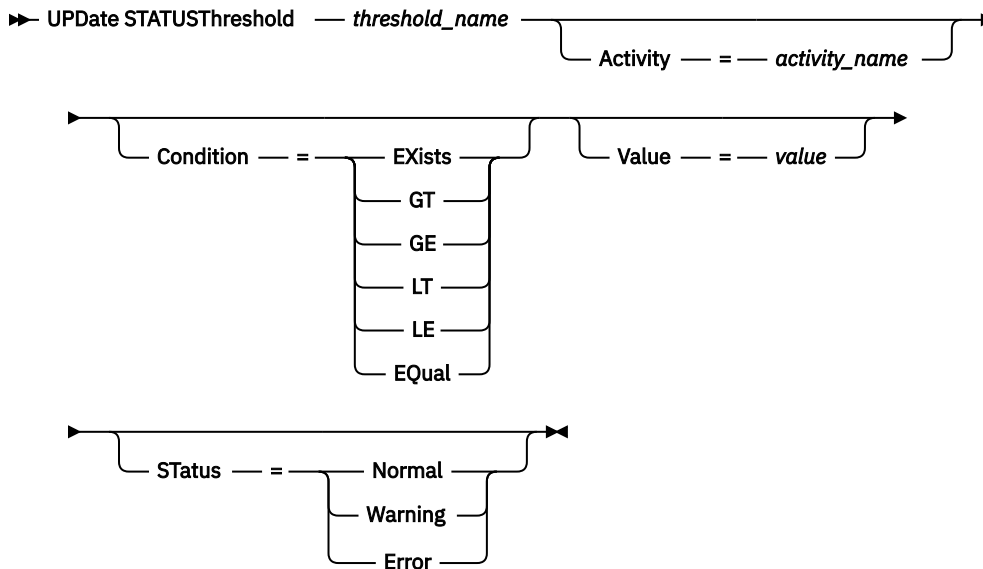 UPDate STATUSThreshold threshold_name
Activity = activity_name
Condition = EXists
GT
GE
LT
LE
EQual
Value = value
STatus = Normal
Warning
Error